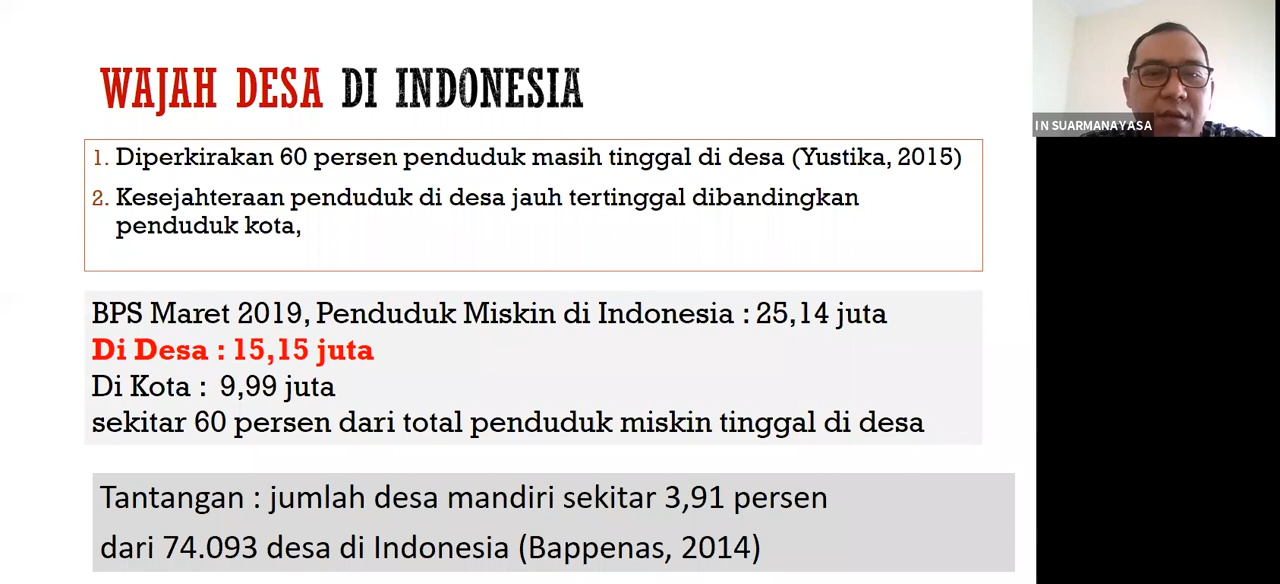 WAJAH DESA DI INDONESIA
1. Diperkirakan 60 persen penduduk masih tinggal di desa (Yustika, 2015)
2. Kesejahteraan penduduk di desa jauh tertinggal dibandingkan
penduduk kota,
BPS Maret 2019, Penduduk Miskin di Indonesia : 25,14 juta
Di Desa : 15,15 juta
Di Kota : 9,99 juta
sekitar 60 persen dari total penduduk miskin tinggal di desa
Tantangan : jumlah desa mandiri sekitar 3,91 persen
dari 74.093 desa di Indonesia (Bappenas, 2014)
I N SUARMANAYASA